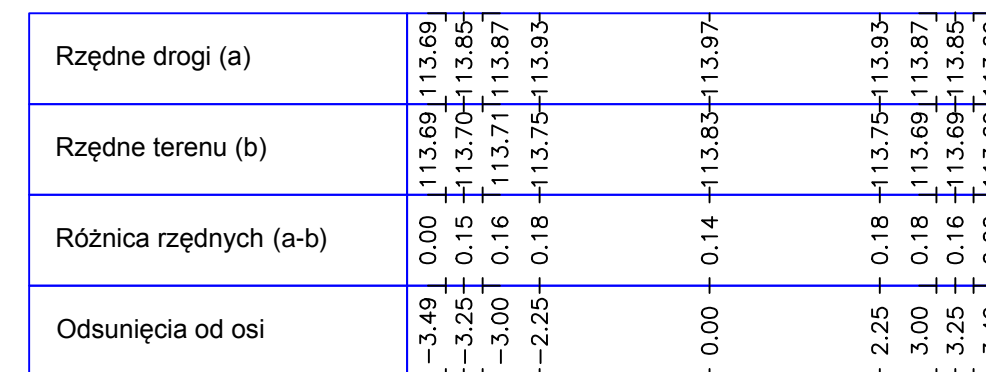 Rzędne drogi (a) 113.69 113.85 113.87 113.93 113.97 113.93 113.87 113.85
Rzędne terenu (b) 113.69 113.70 113.71 113.75 113.83 113.75 113.69 113.69
Różnica rzędnych (a-b) 0.00 0.15 0.16 0.18 0.14 0.18 0.18 0.16
Odsunięcia od osi -3.49 -3.25 -3.00 -2.25 0.00 2.25 3.00 3.25